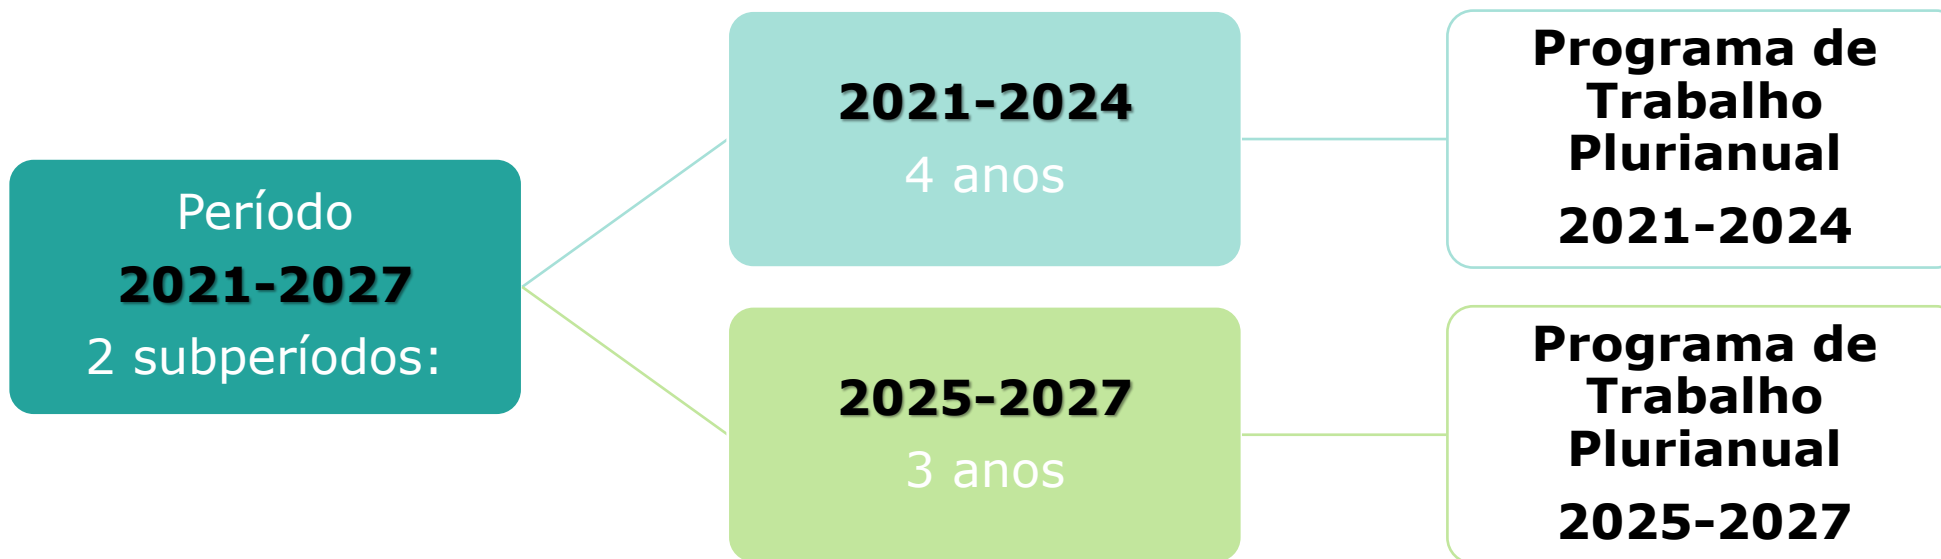 Período
2021-2027
2 subperíodos:
2021-2024
4 anos
Programa de
Trabalho
Plurianual
2021-2024
2025-2027
3 anos
Programa de
Trabalho
Plurianual
2025-2027